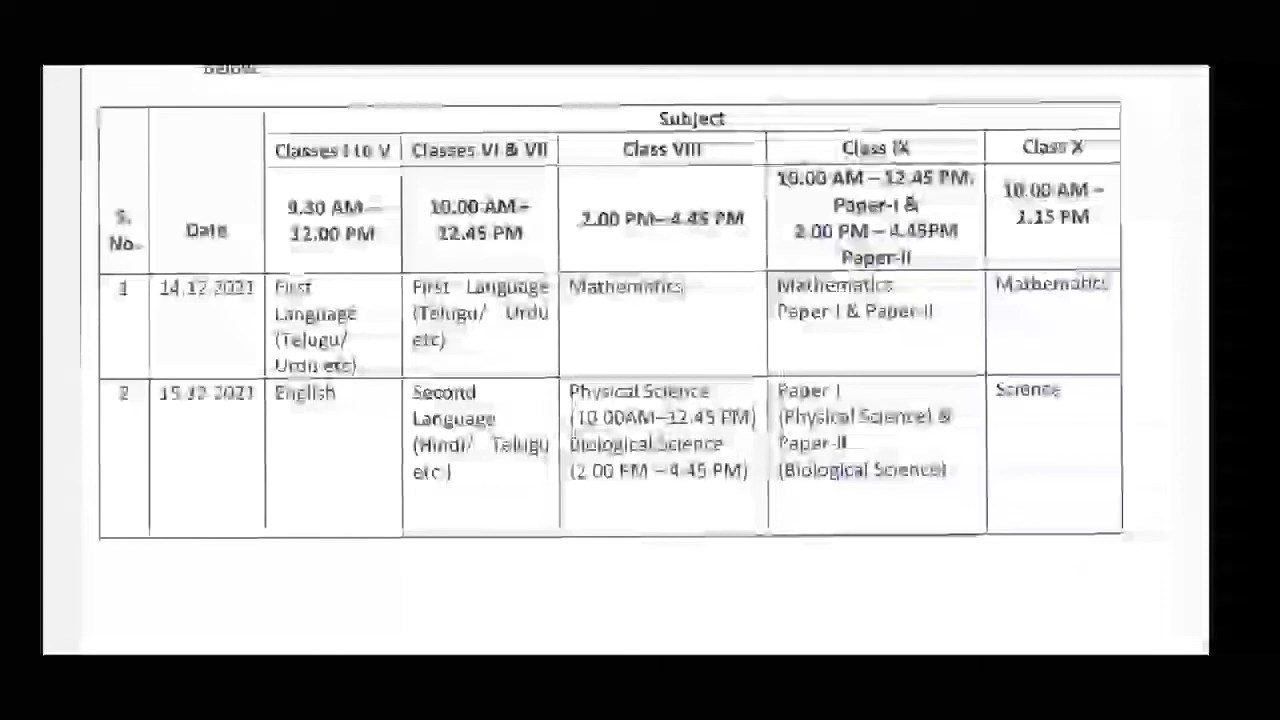 below.
Subject
Classes I to V Classes VI & VII Class VIII Class IX Class X
S.
No.
Date
9.30 AM –
12.00 PM
10.00 AM –
12.45 PM
2.00 PM– 4.45 PM
10.00 AM – 12.45 PM.
Paper-I &
2.00 PM – 4.45PM
Paper-II
10.00 AM –
1.15 PM
1
14.12.2021
First
Language
(Telugu/
Urdu etc)
First Language
(Telugu/ Urdu
etc)
Mathematics
Mathematics
Paper I & Paper-II
Mathematics
2
15.12.2021
English
Second
Language
(Hindi/ Telugu
etc)
Physical Science
(10.00AM–12.45 PM)
Biological Science
(2.00 PM – 4.45 PM)
Paper I
(Physical Science) &
Paper-II
(Biological Science)
Science